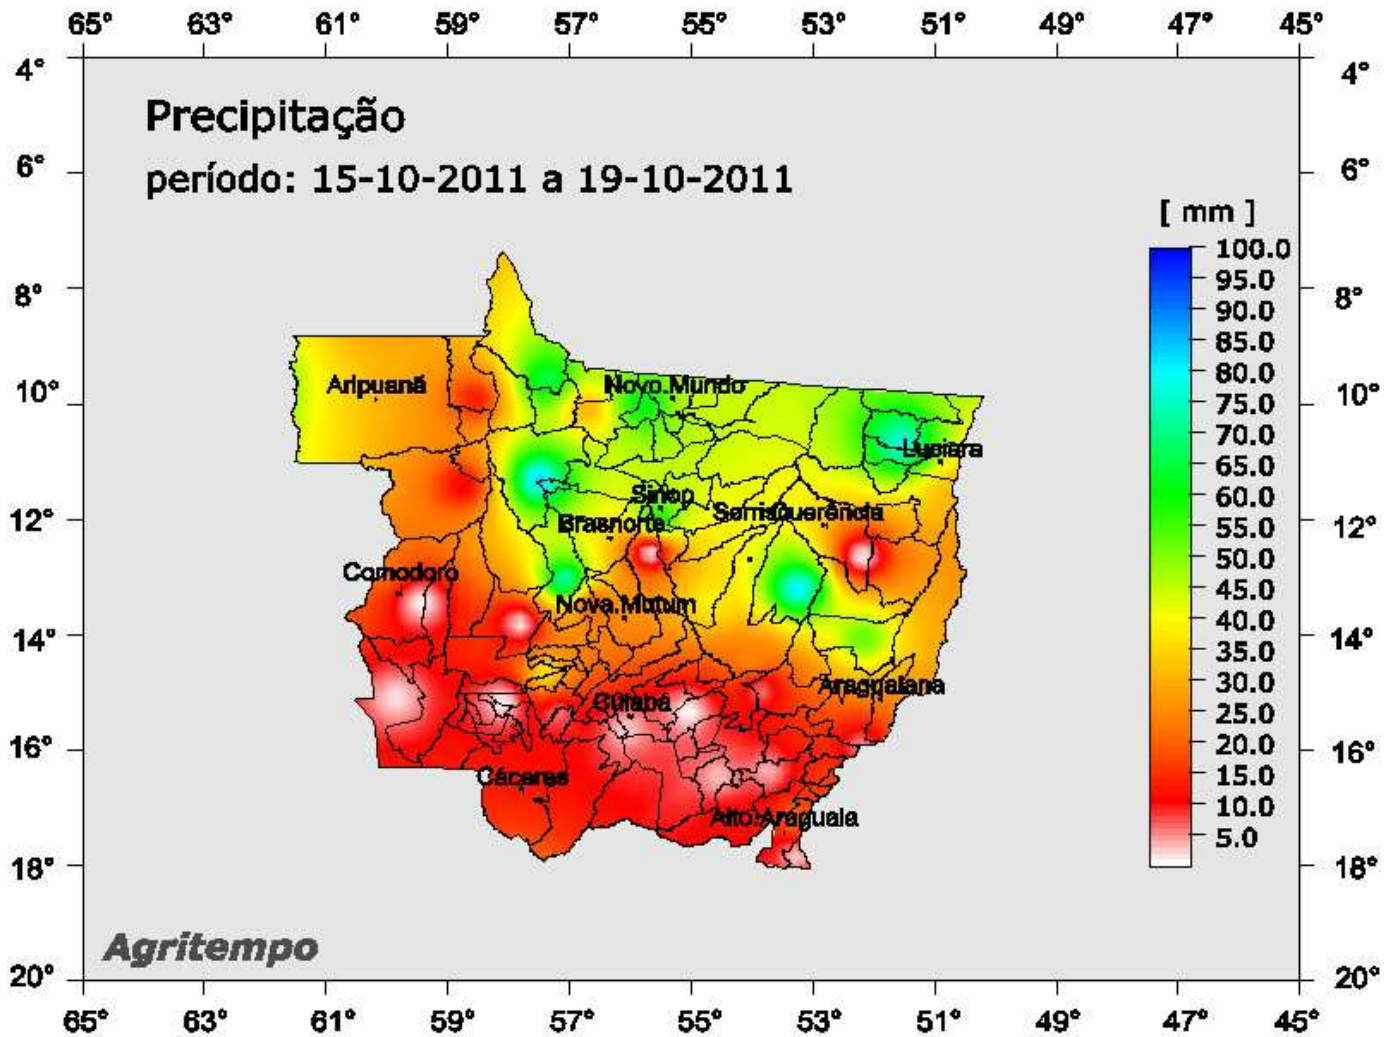 65° 63° 61° 59° 57° 55° 53° 51° 49° 47° 45°
4° 4°
Precipitação
6° 6°
período: 15-10-2011 a 19-10-2011
[ mm ]
100.0
95.0
8° 8°
90.0
85.0
80.0
10° Aripuanã Novo Mundo 10°
75.0
70.0
Luciara
65.0
60.0
Sinop
12° Sorriso Querência 12°
Brasnorte
55.0
50.0
Comodoro
45.0
Nova Mutum
40.0
14° 14°
35.0
30.0
Araguaiana
Cuiabá
25.0
16° 20.0 16°
Cáceres
15.0
10.0
Alto Araguaia
5.0
18° 18°
Agritempo
20° 20°
65° 63° 61° 59° 57° 55° 53° 51° 49° 47° 45°